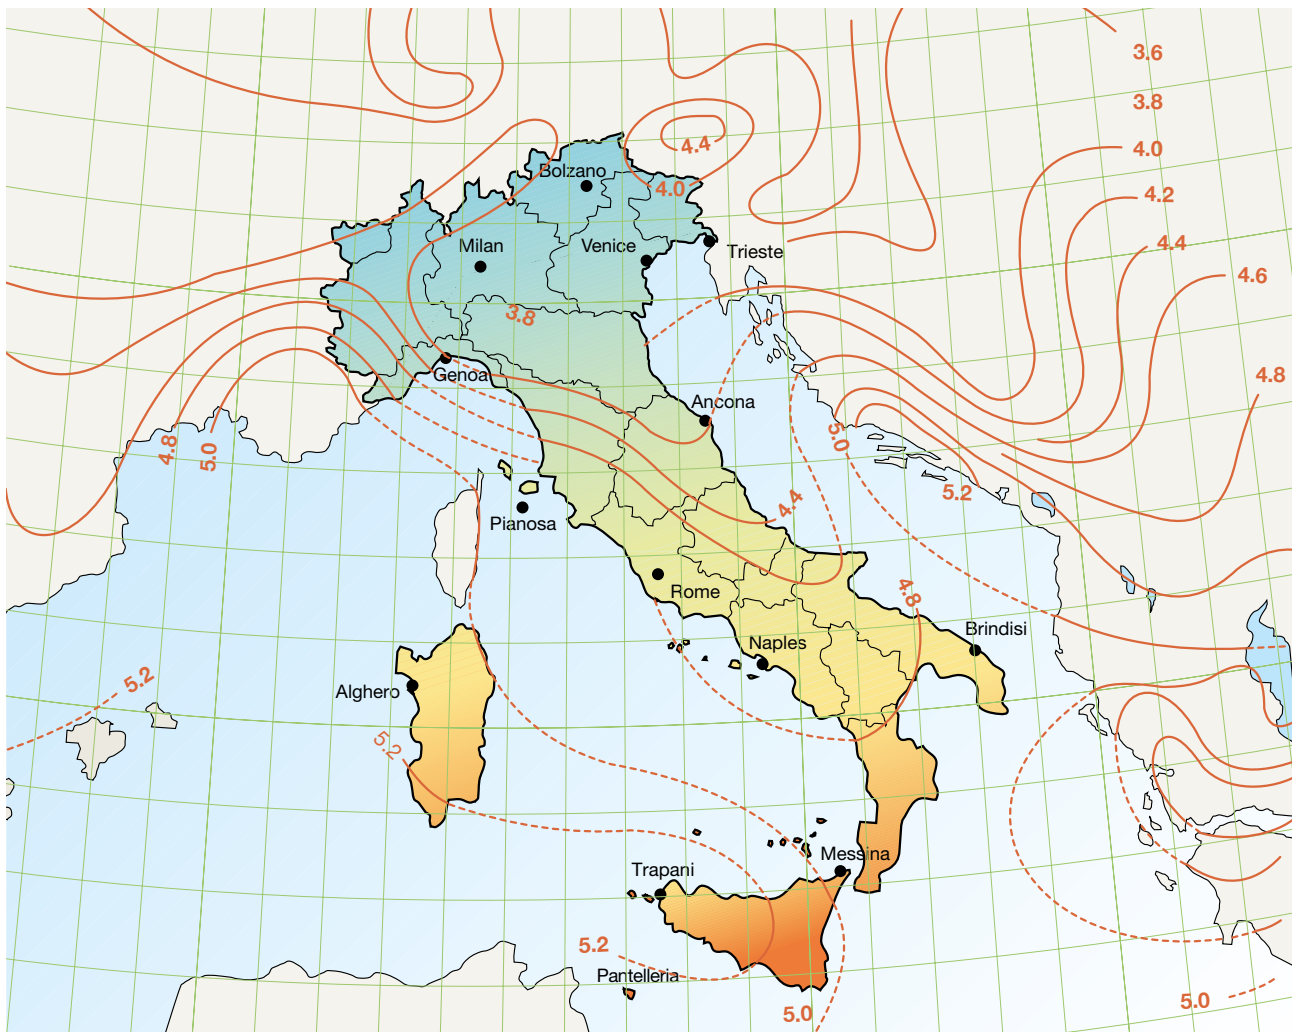 3.6
3.8
4.4
4.0
Bolzano
4.0
4.2
Milan
Venice
Trieste
4.4
4.6
3.8
Genoa
4.8
Ancona
4.8
5.0
5.0
5.2
4.4
Pianosa
Rome
4.8
Brindisi
Naples
5.2
Alghero
5.2
Messina
Trapani
5.2
Pantelleria
5.0
5.0